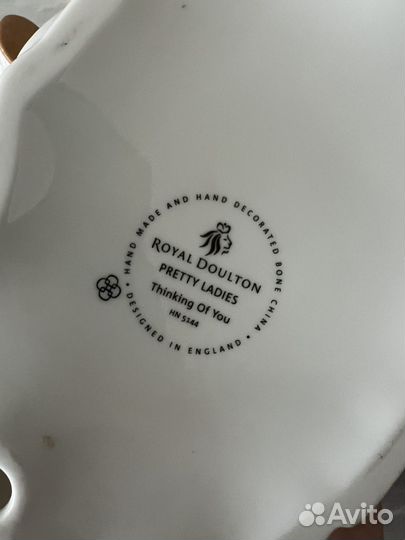 • HAND MADE AND HAND DECORATED BONE CHINA •
ROYAL DOULTON
PRETTY LADIES
Thinking Of You
HN 5144
DESIGNED IN ENGLAND
Avito